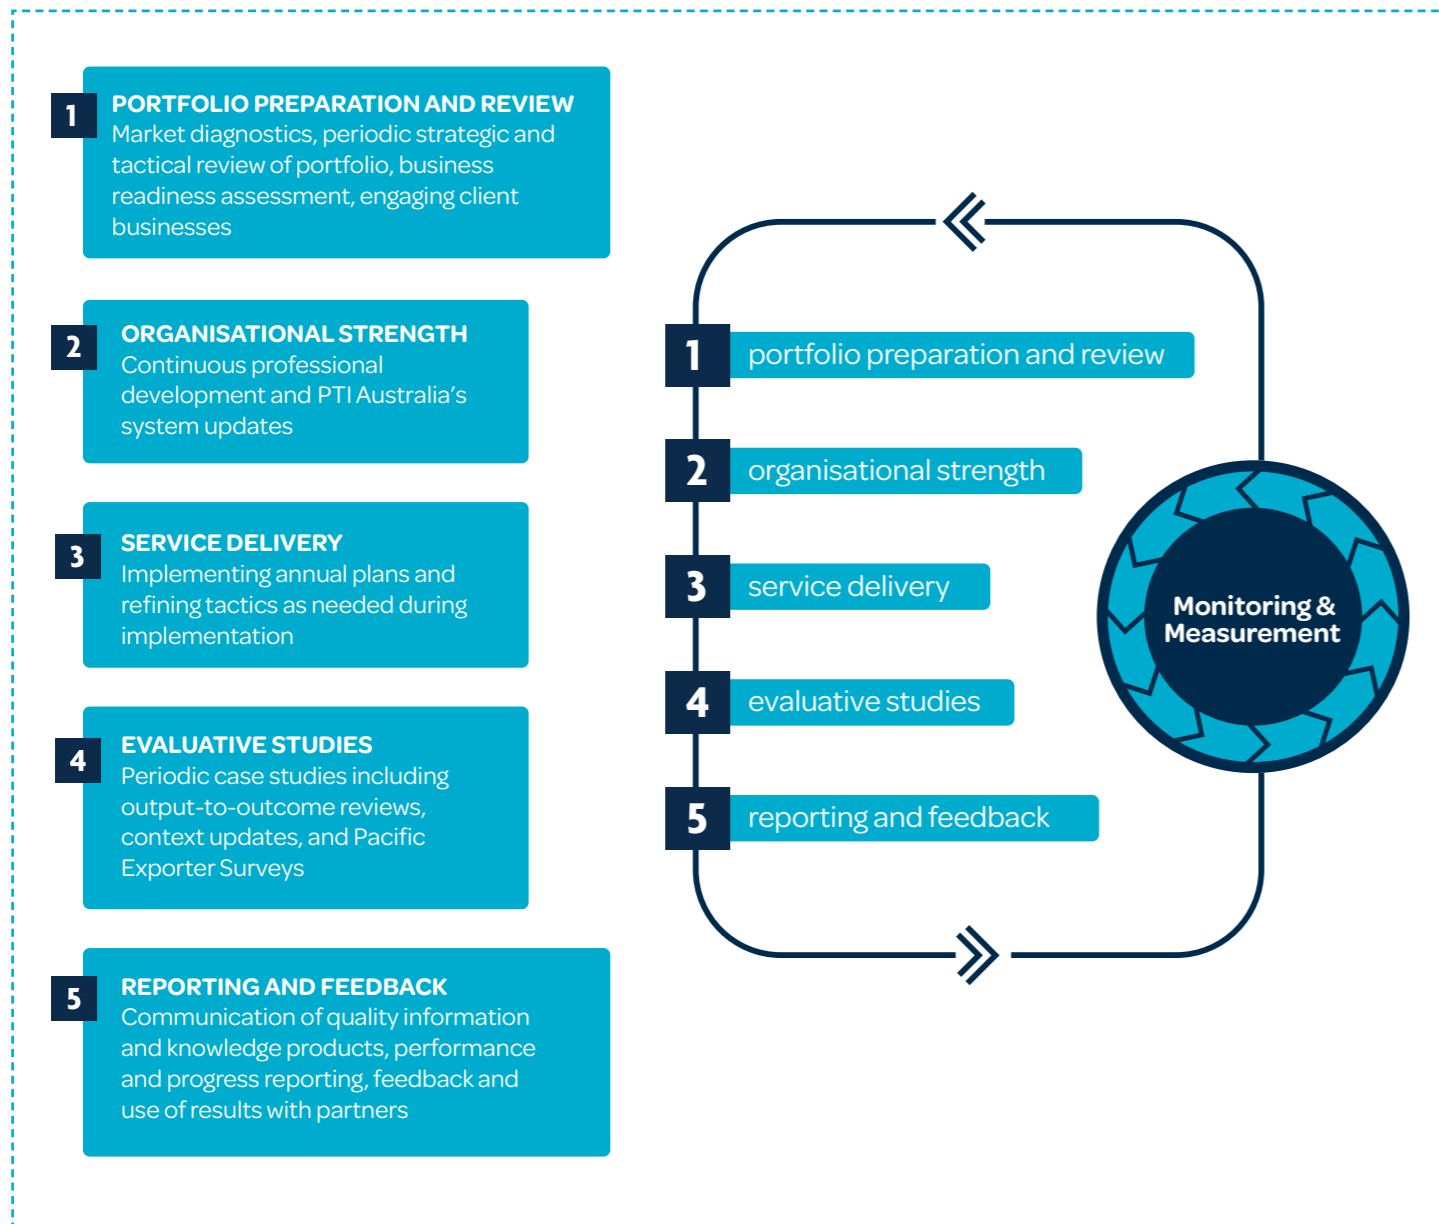 1
PORTFOLIO PREPARATION AND REVIEW
Market diagnostics, periodic strategic and
tactical review of portfolio, business
readiness assessment, engaging client
businesses
2
ORGANISATIONAL STRENGTH
Continuous professional
development and PTI Australia’s
system updates
3
SERVICE DELIVERY
Implementing annual plans and
refining tactics as needed during
implementation
4
EVALUATIVE STUDIES
Periodic case studies including
output-to-outcome reviews,
context updates, and Pacific
Exporter Surveys
5
REPORTING AND FEEDBACK
Communication of quality information
and knowledge products, performance
and progress reporting, feedback and
use of results with partners
1 portfolio preparation and review
2 organisational strength
3 service delivery
4 evaluative studies
5 reporting and feedback
Monitoring &
Measurement